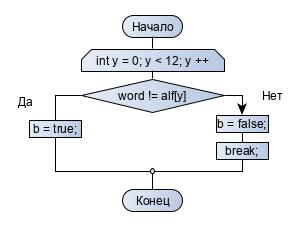 Начало
int y = 0; y < 12; y ++
word != alf[y]
Да
Нет
b = true;
b = false;
break;
Конец